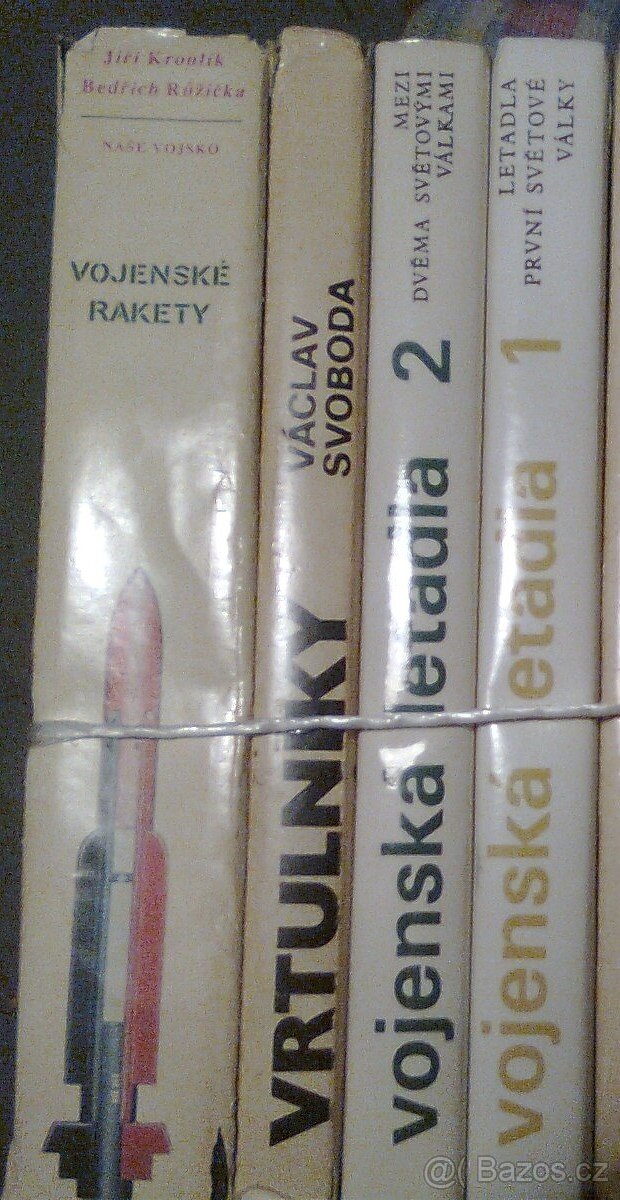 Jiří Kroulík
Bedřich Růžička
NAŠE VOJSKO
VOJENSKÉ
RAKETY
VRTULNÍKY
VÁCLAV
SVOBODA
vojenská letadla 2
MEZI
DVĚMA SVĚTOVÝMI
VÁLKAMI
vojenská letadla 1
LETADLA
PRVNÍ SVĚTOVÉ
VÁLKY
@ Bazos.cz